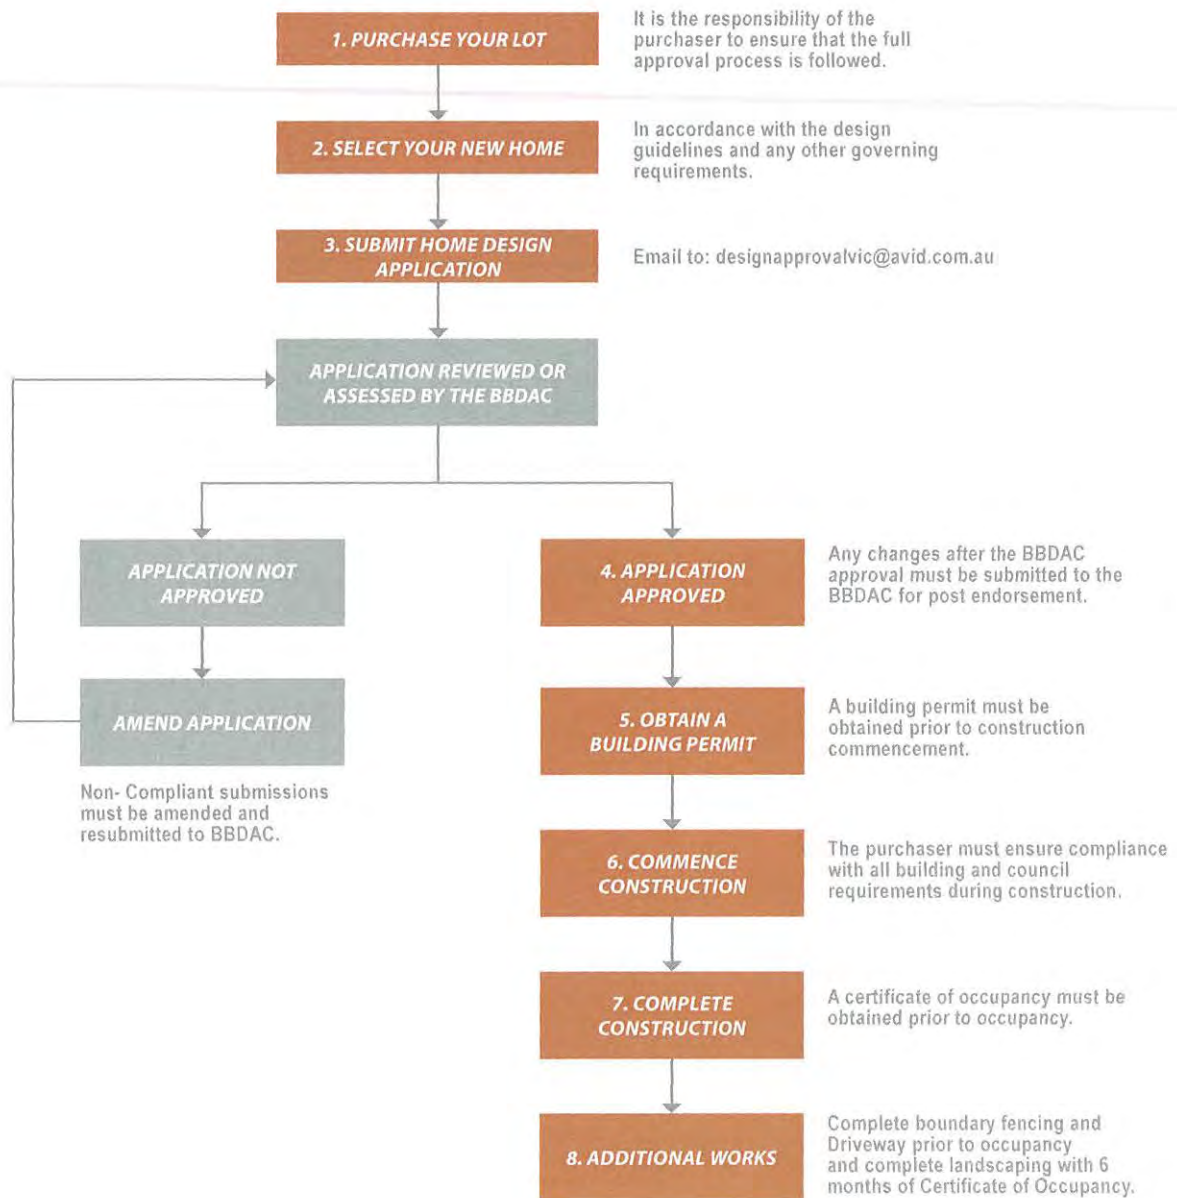 1. PURCHASE YOUR LOT
It is the responsibility of the
purchaser to ensure that the full
approval process is followed.
2. SELECT YOUR NEW HOME
In accordance with the design
guidelines and any other governing
requirements.
3. SUBMIT HOME DESIGN
APPLICATION
Email to: designapprovalvic@avid.com.au
APPLICATION REVIEWED OR
ASSESSED BY THE BBDAC
APPLICATION NOT
APPROVED
AMEND APPLICATION
Non- Compliant submissions
must be amended and
resubmitted to BBDAC.
4. APPLICATION
APPROVED
Any changes after the BBDAC
approval must be submitted to the
BBDAC for post endorsement.
5. OBTAIN A
BUILDING PERMIT
A building permit must be
obtained prior to construction
commencement.
6. COMMENCE
CONSTRUCTION
The purchaser must ensure compliance
with all building and council
requirements during construction.
7. COMPLETE
CONSTRUCTION
A certificate of occupancy must be
obtained prior to occupancy.
8. ADDITIONAL WORKS
Complete boundary fencing and
Driveway prior to occupancy
and complete landscaping with 6
months of Certificate of Occupancy.